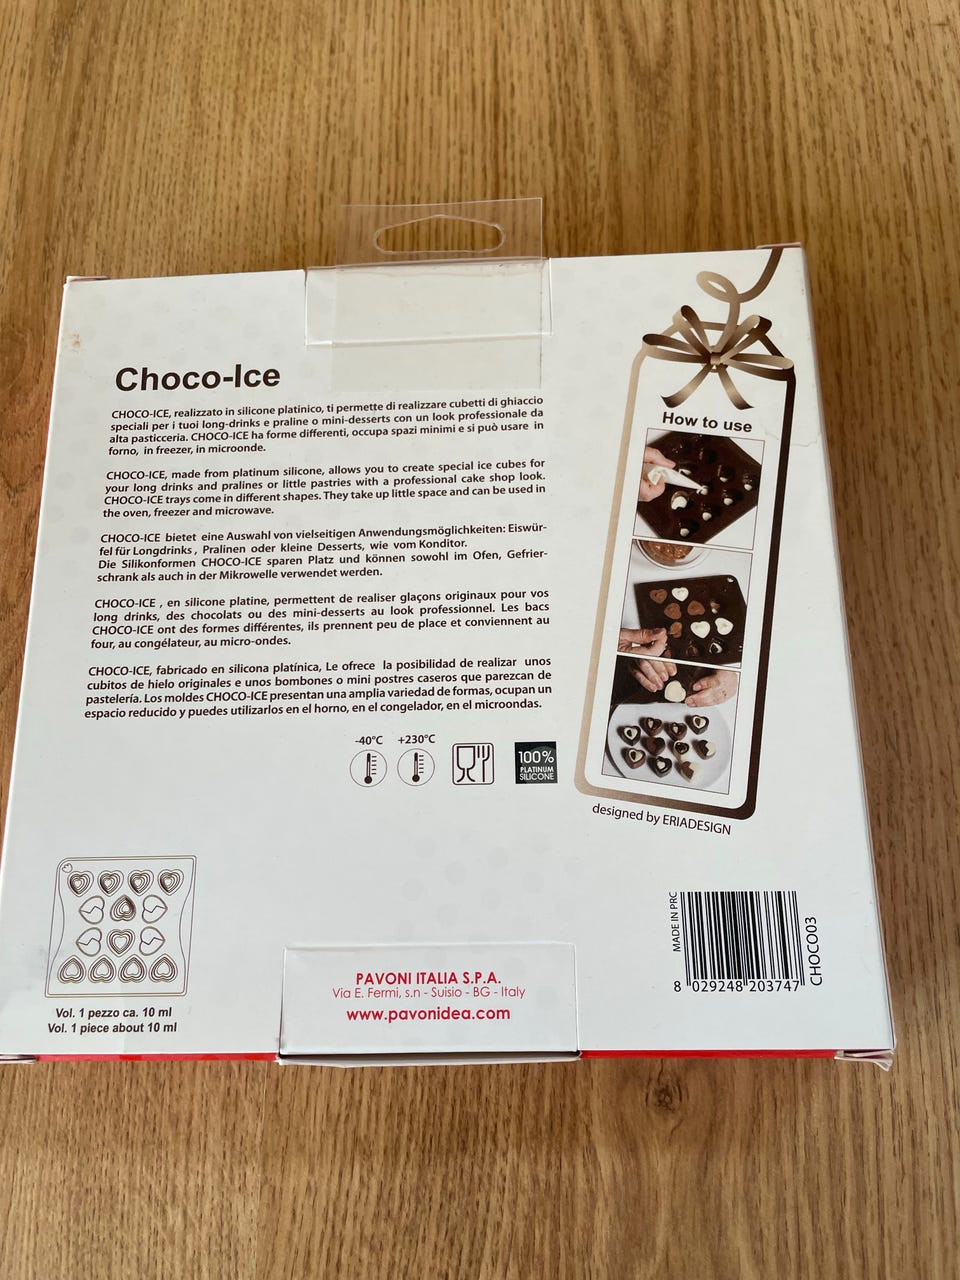 Choco-Ice
CHOCO-ICE, realizzato in silicone platinico, ti permette di realizzare cubetti di ghiaccio
speciali per i tuoi long-drinks e praline o mini-desserts con un look professionale da
alta pasticceria. CHOCO-ICE ha forme differenti, occupa spazi minimi e si può usare in
forno, in freezer, in microonde.
CHOCO-ICE, made from platinum silicone, allows you to create special ice cubes for
your long drinks and pralines or little pastries with a professional cake shop look.
CHOCO-ICE trays come in different shapes. They take up little space and can be used in
the oven, freezer and microwave.
CHOCO-ICE bietet eine Auswahl von vielseitigen Anwendungsmöglichkeiten: Eiswür-
fel für Longdrinks , Pralinen oder kleine Desserts, wie vom Konditor.
Die Silikonformen CHOCO-ICE sparen Platz und können sowohl im Ofen, Gefrier-
schrank als auch in der Mikrowelle verwendet werden.
CHOCO-ICE , en silicone platine, permettent de realiser glaçons originaux pour vos
long drinks, des chocolats ou des mini-desserts au look professionnel. Les bacs
CHOCO-ICE ont des formes différentes, ils prennent peu de place et conviennent au
four, au congélateur, au micro-ondes.
CHOCO-ICE, fabricado en silicona platínica, Le ofrece la posibilidad de realizar unos
cubitos de hielo originales e unos bombones o mini postres caseros que parezcan de
pastelería. Los moldes CHOCO-ICE presentan una amplia variedad de formas, ocupan un
espacio reducido y puedes utilizarlos en el horno, en el congelador, en el microondas.
-40°C +230°C
100%
PLATINUM
SILICONE
How to use
designed by ERIADESIGN
Vol. 1 pezzo ca. 10 ml
Vol. 1 piece about 10 ml
PAVONI ITALIA S.P.A.
Via E. Fermi, s.n - Suisio - BG - Italy
www.pavonidea.com
MADE IN PRC
8 029248 203747
CHOCO03